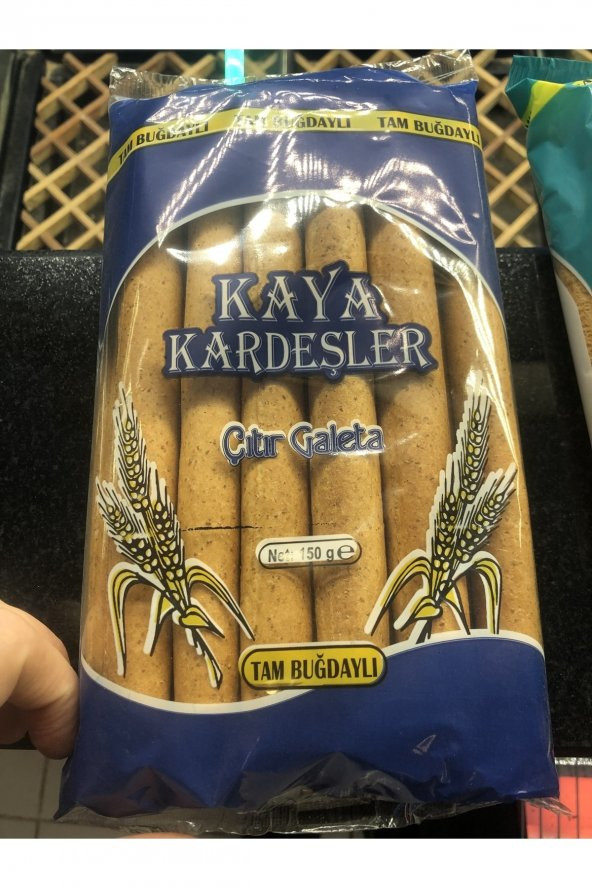 TAM BUĞDAYLI TAM BUĞDAYLI TAM BUĞDAYLI
KAYA
KARDEŞLER
Çıtır Galeta
Net: 150 g ℮
TAM BUĞDAYLI